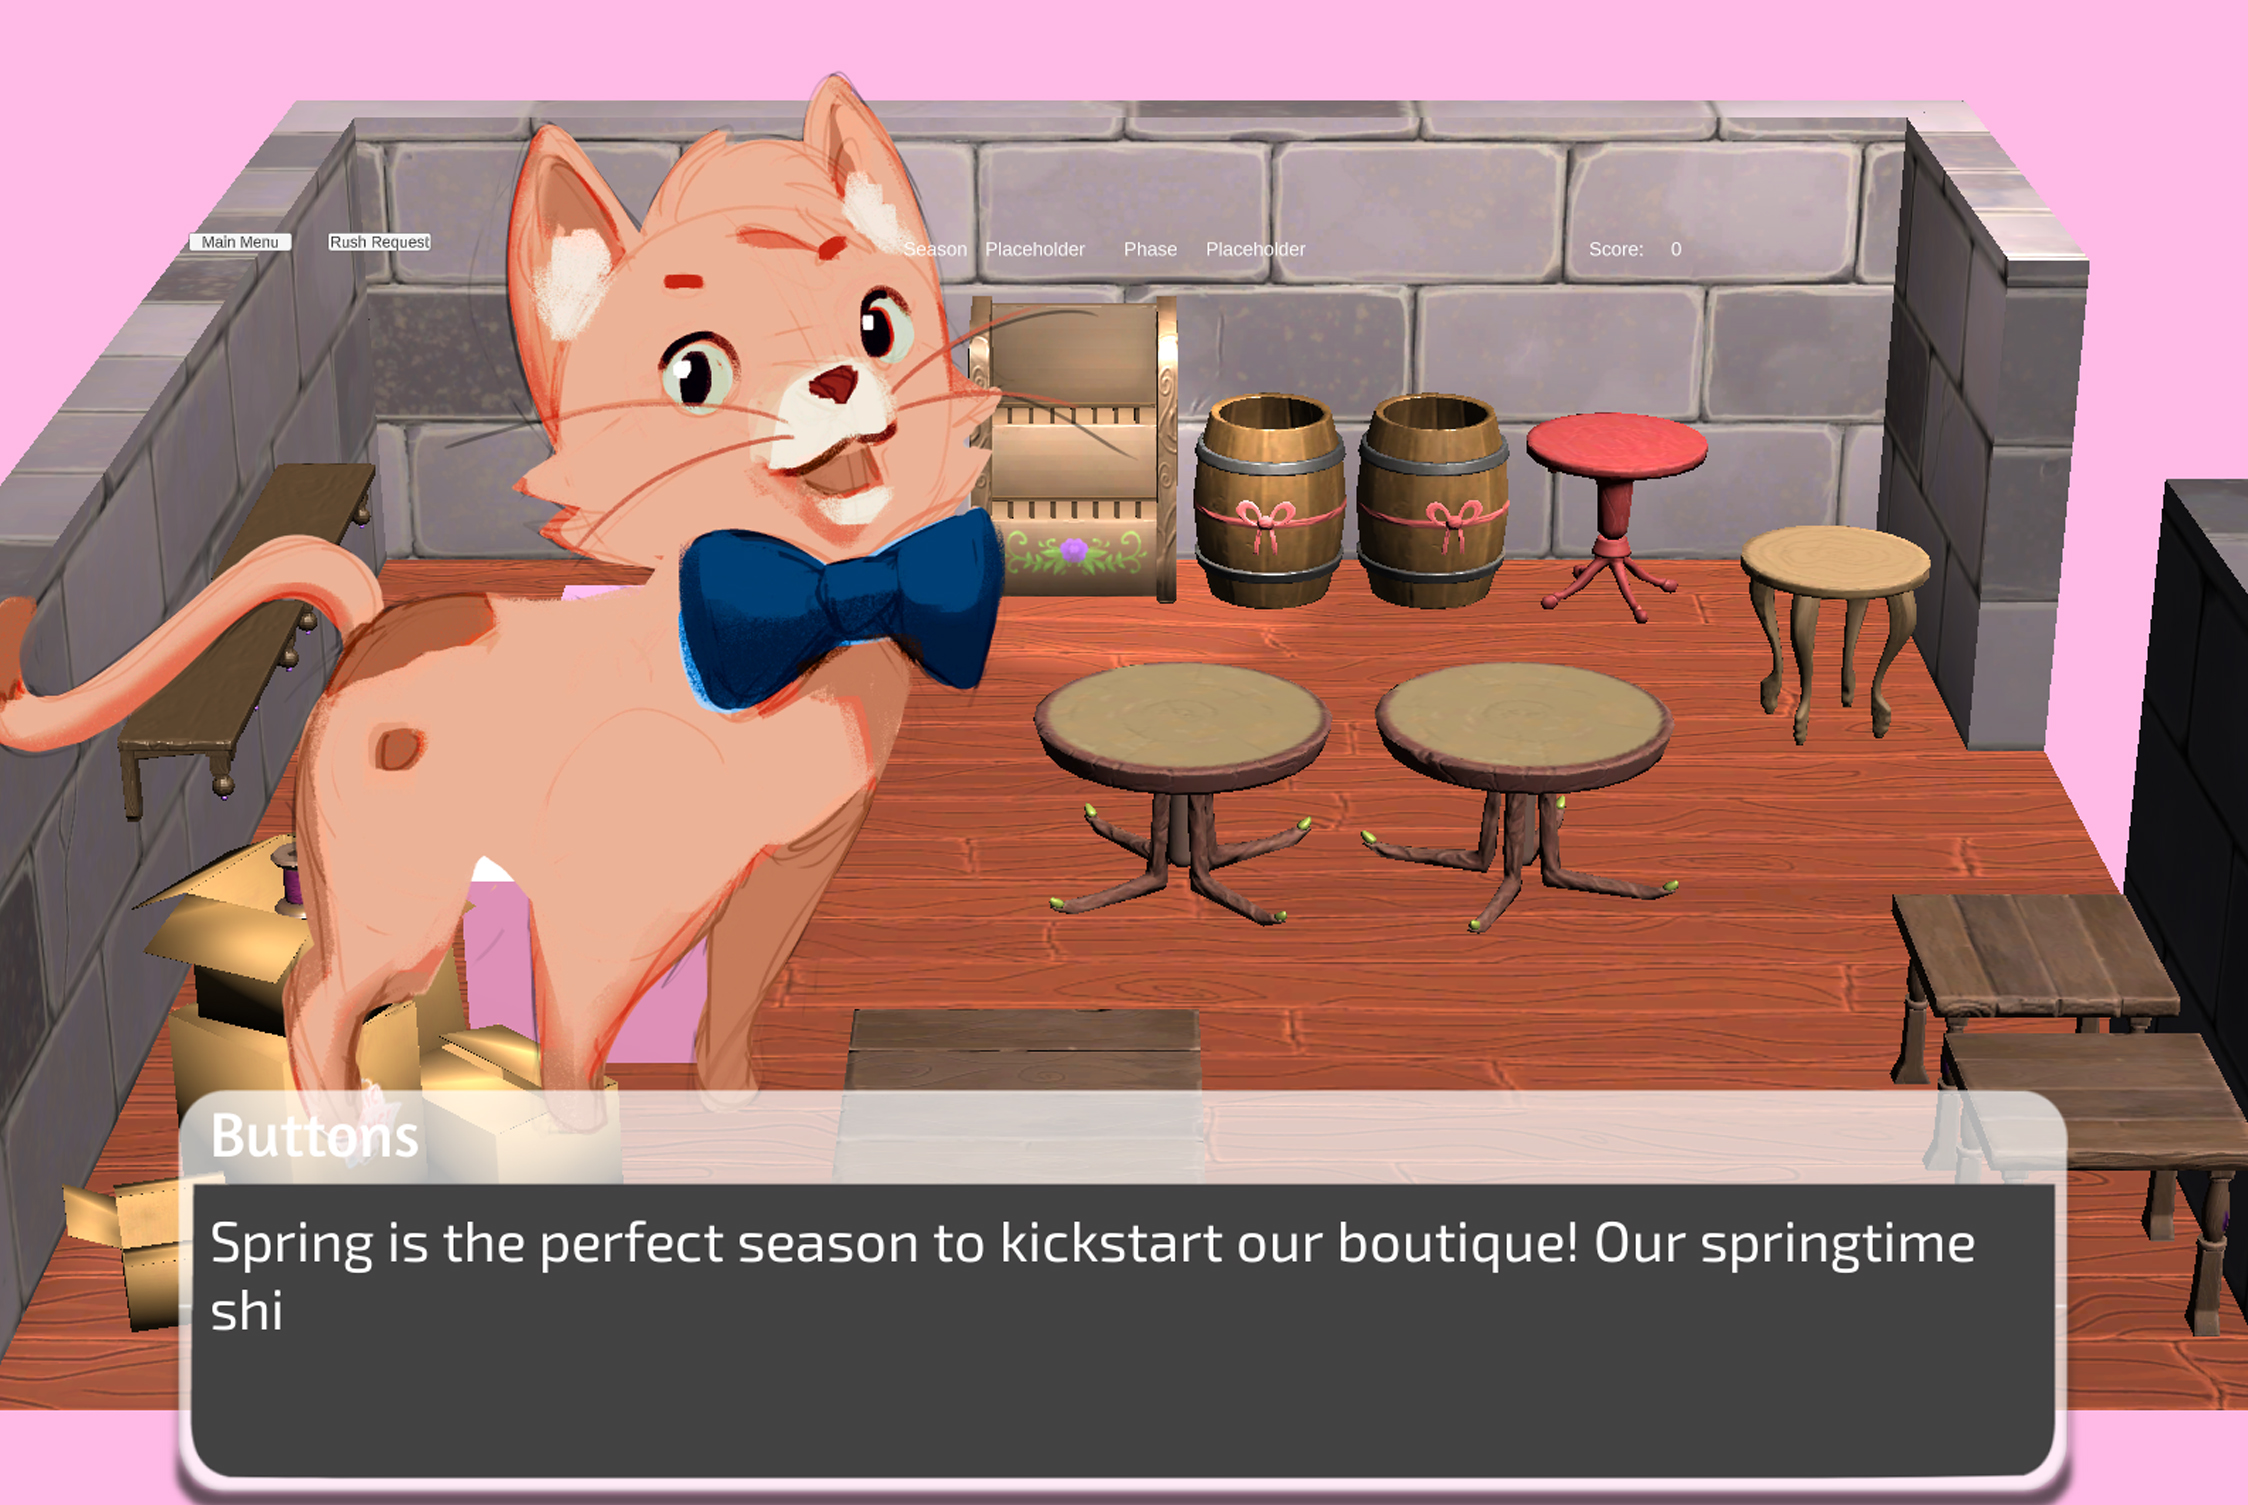 Main Menu
Rush Request
Season Placeholder Phase Placeholder
Score: 0
Buttons
Spring is the perfect season to kickstart our boutique! Our springtime
shi